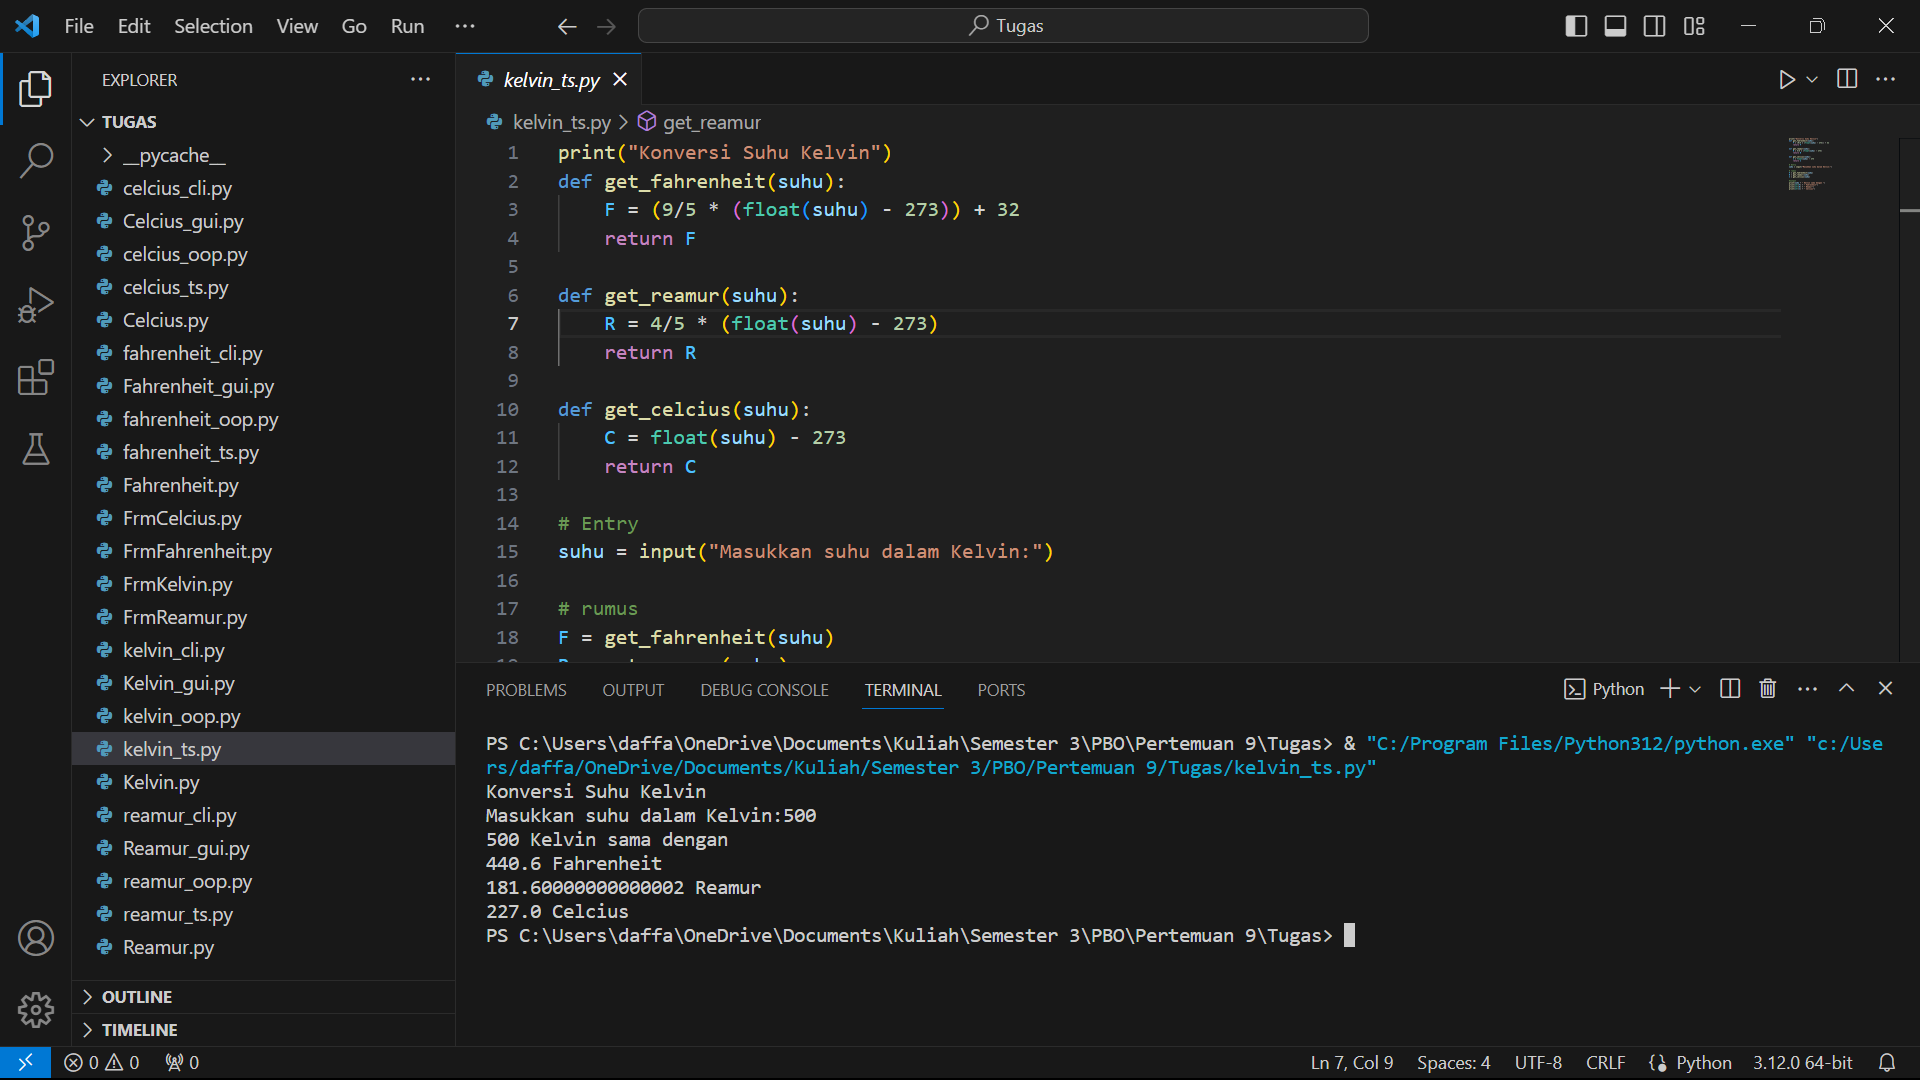 File Edit Selection View Go Run ··· Tugas
EXPLORER ···
TUGAS
__pycache__
celcius_cli.py
Celcius_gui.py
celcius_oop.py
celcius_ts.py
Celcius.py
fahrenheit_cli.py
Fahrenheit_gui.py
fahrenheit_oop.py
fahrenheit_ts.py
Fahrenheit.py
FrmCelcius.py
FrmFahrenheit.py
FrmKelvin.py
FrmReamur.py
kelvin_cli.py
Kelvin_gui.py
kelvin_oop.py
kelvin_ts.py
Kelvin.py
reamur_cli.py
Reamur_gui.py
reamur_oop.py
reamur_ts.py
Reamur.py
OUTLINE
TIMELINE
kelvin_ts.py
kelvin_ts.py > get_reamur
1 print("Konversi Suhu Kelvin")
2 def get_fahrenheit(suhu):
3 F = (9/5 * (float(suhu) - 273)) + 32
4 return F
5
6 def get_reamur(suhu):
7 R = 4/5 * (float(suhu) - 273)
8 return R
9
10 def get_celcius(suhu):
11 C = float(suhu) - 273
12 return C
13
14 # Entry
15 suhu = input("Masukkan suhu dalam Kelvin:")
16
17 # rumus
18 F = get_fahrenheit(suhu)
PROBLEMS OUTPUT DEBUG CONSOLE TERMINAL PORTS Python
PS C:\Users\daffa\OneDrive\Documents\Kuliah\Semester 3\PBO\Pertemuan 9\Tugas> & "C:/Program Files/Python312/python.exe" "c:/Use
rs/daffa/OneDrive/Documents/Kuliah/Semester 3/PBO/Pertemuan 9/Tugas/kelvin_ts.py"
Konversi Suhu Kelvin
Masukkan suhu dalam Kelvin:500
500 Kelvin sama dengan
440.6 Fahrenheit
181.60000000000002 Reamur
227.0 Celcius
PS C:\Users\daffa\OneDrive\Documents\Kuliah\Semester 3\PBO\Pertemuan 9\Tugas>
0 0 0 Ln 7, Col 9 Spaces: 4 UTF-8 CRLF Python 3.12.0 64-bit